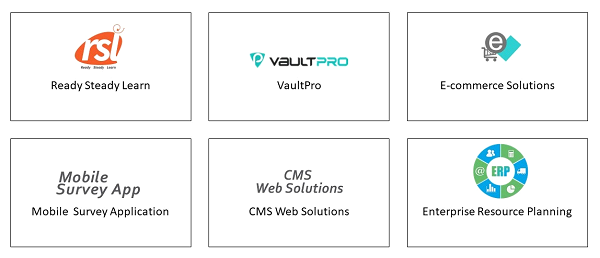 rsl
Ready Steady Learn
Ready Steady Learn
VAULTPRO
VaultPro
e
E-commerce Solutions
Mobile
Survey App
Mobile Survey Application
CMS
Web Solutions
CMS Web Solutions
@
ERP
Enterprise Resource Planning